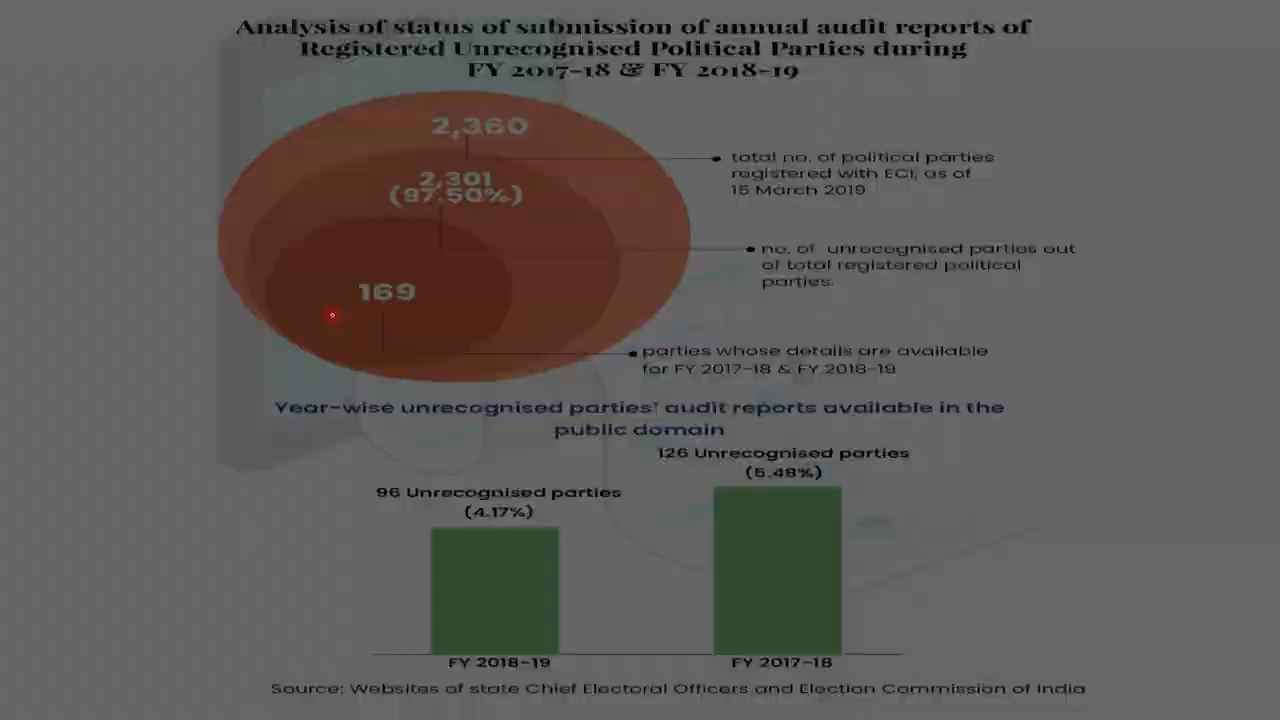 Analysis of status of submission of annual audit reports of
Registered Unrecognised Political Parties during
FY 2017-18 & FY 2018-19
2,360
total no. of political parties
registered with ECI, as of
15 March 2019
2,301
(97.50%)
no. of unrecognised parties out
of total registered political
parties.
169
parties whose details are available
for FY 2017-18 & FY 2018-19
Year-wise unrecognised parties' audit reports available in the
public domain
126 Unrecognised parties
(5.48%)
96 Unrecognised parties
(4.17%)
FY 2018-19
FY 2017-18
Source: Websites of state Chief Electoral Officers and Election Commission of India